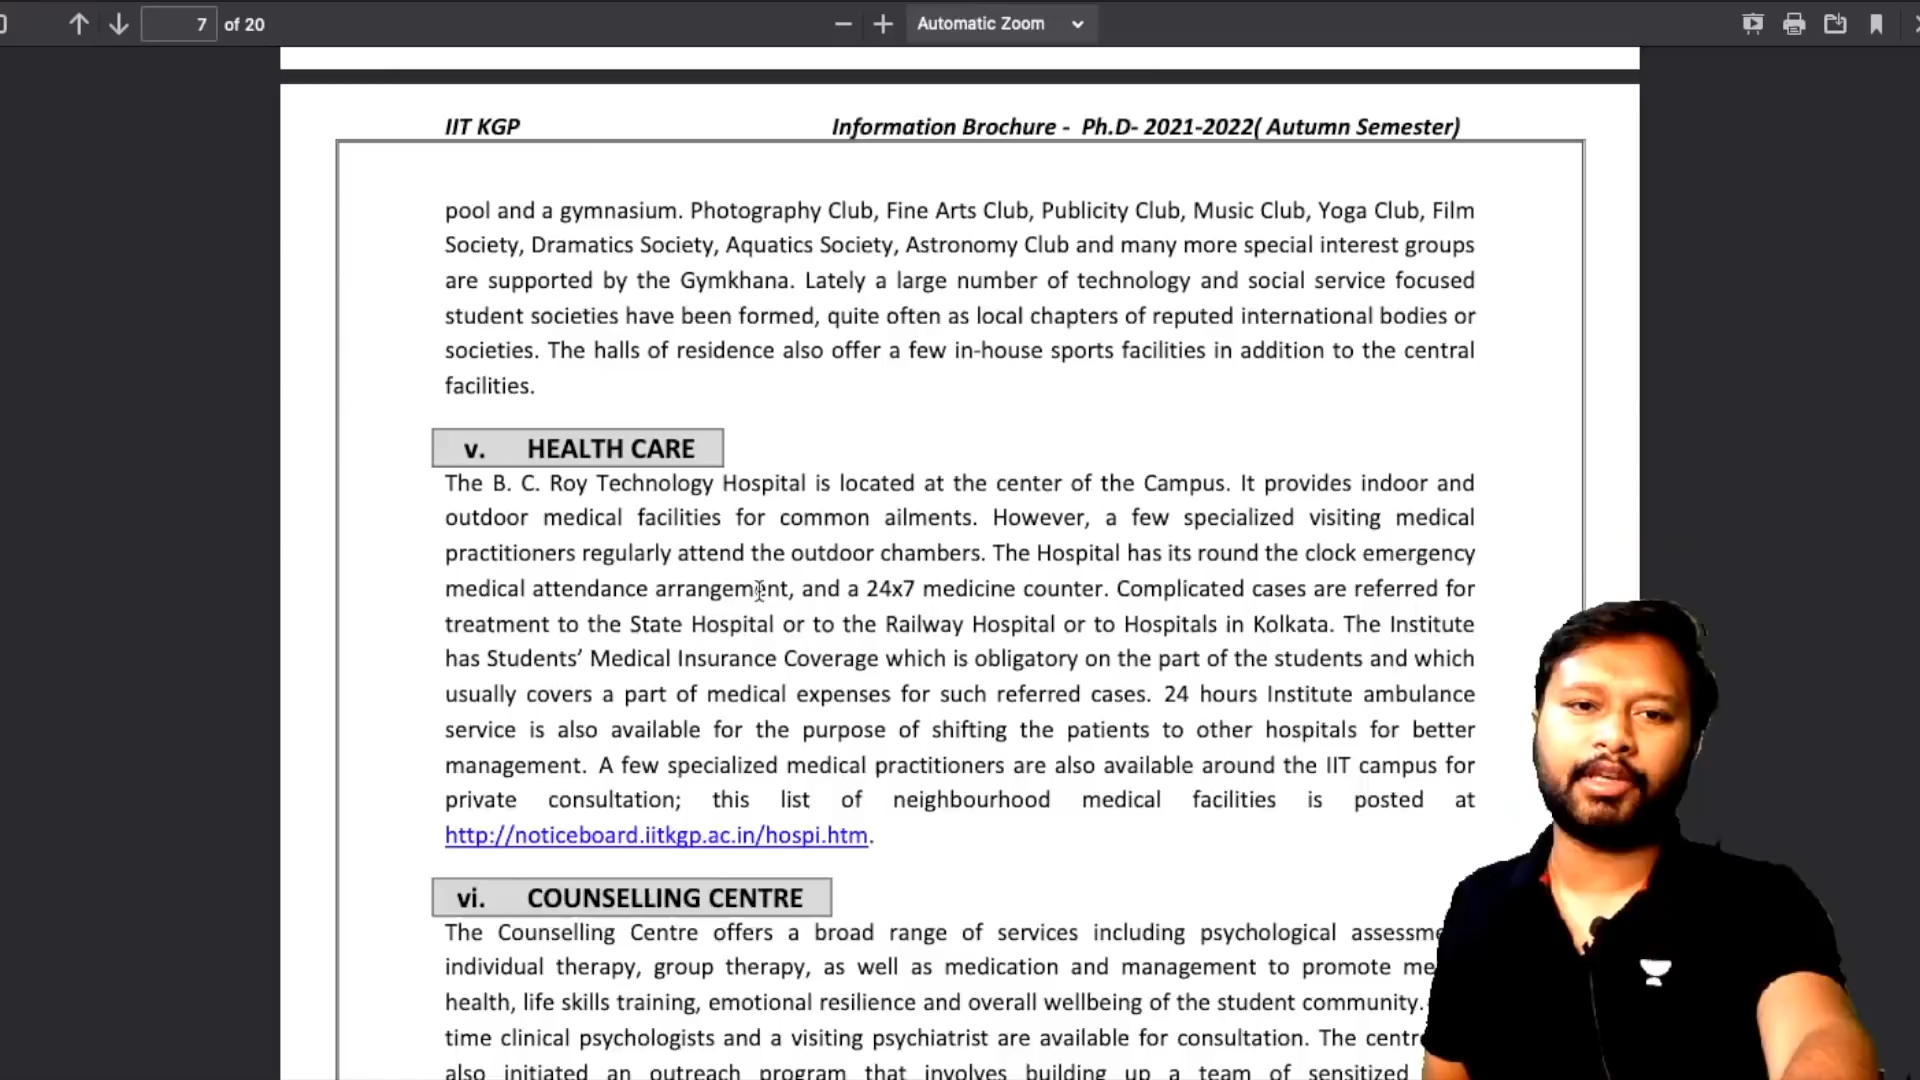 7 of 20
Automatic Zoom
IIT KGP
Information Brochure - Ph.D- 2021-2022( Autumn Semester)
pool and a gymnasium. Photography Club, Fine Arts Club, Publicity Club, Music Club, Yoga Club, Film
Society, Dramatics Society, Aquatics Society, Astronomy Club and many more special interest groups
are supported by the Gymkhana. Lately a large number of technology and social service focused
student societies have been formed, quite often as local chapters of reputed international bodies or
societies. The halls of residence also offer a few in-house sports facilities in addition to the central
facilities.
v. HEALTH CARE
The B. C. Roy Technology Hospital is located at the center of the Campus. It provides indoor and
outdoor medical facilities for common ailments. However, a few specialized visiting medical
practitioners regularly attend the outdoor chambers. The Hospital has its round the clock emergency
medical attendance arrangement, and a 24x7 medicine counter. Complicated cases are referred for
treatment to the State Hospital or to the Railway Hospital or to Hospitals in Kolkata. The Institute
has Students’ Medical Insurance Coverage which is obligatory on the part of the students and which
usually covers a part of medical expenses for such referred cases. 24 hours Institute ambulance
service is also available for the purpose of shifting the patients to other hospitals for better
management. A few specialized medical practitioners are also available around the IIT campus for
private consultation; this list of neighbourhood medical facilities is posted at
http://noticeboard.iitkgp.ac.in/hospi.htm.
vi. COUNSELLING CENTRE
The Counselling Centre offers a broad range of services including psychological
individual therapy, group therapy, as well as medication and management to promote
health, life skills training, emotional resilience and overall wellbeing of the student community.
time clinical psychologists and a visiting psychiatrist are available for consultation. The
also initiated an outreach program that involves building up a team of sensitized